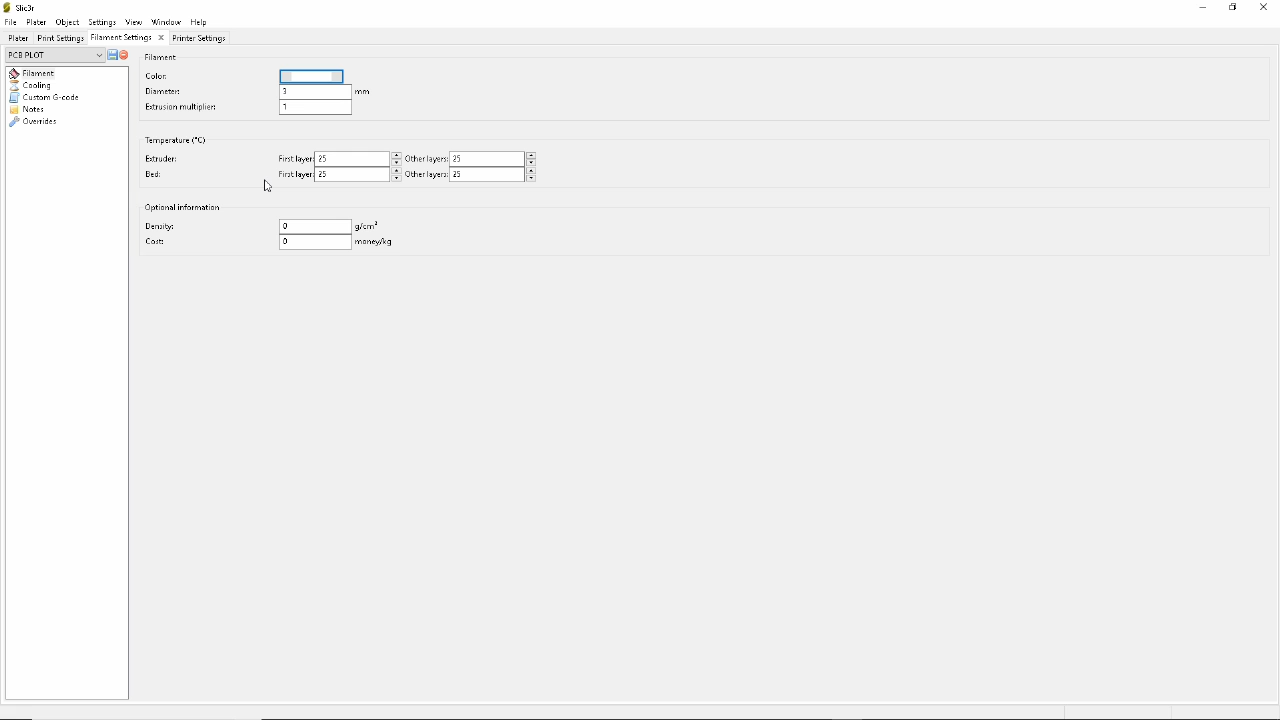 Slic3r
File Plater Object Settings View Window Help
Plater Print Settings Filament Settings Printer Settings
PCB PLOT
Filament
Cooling
Custom G-code
Notes
Overrides
Filament
Color:
Diameter: 3 mm
Extrusion multiplier: 1
Temperature (°C)
Extruder: First layer: 25 Other layers: 25
Bed: First layer: 25 Other layers: 25
Optional information
Density: 0 g/cm³
Cost: 0 money/kg